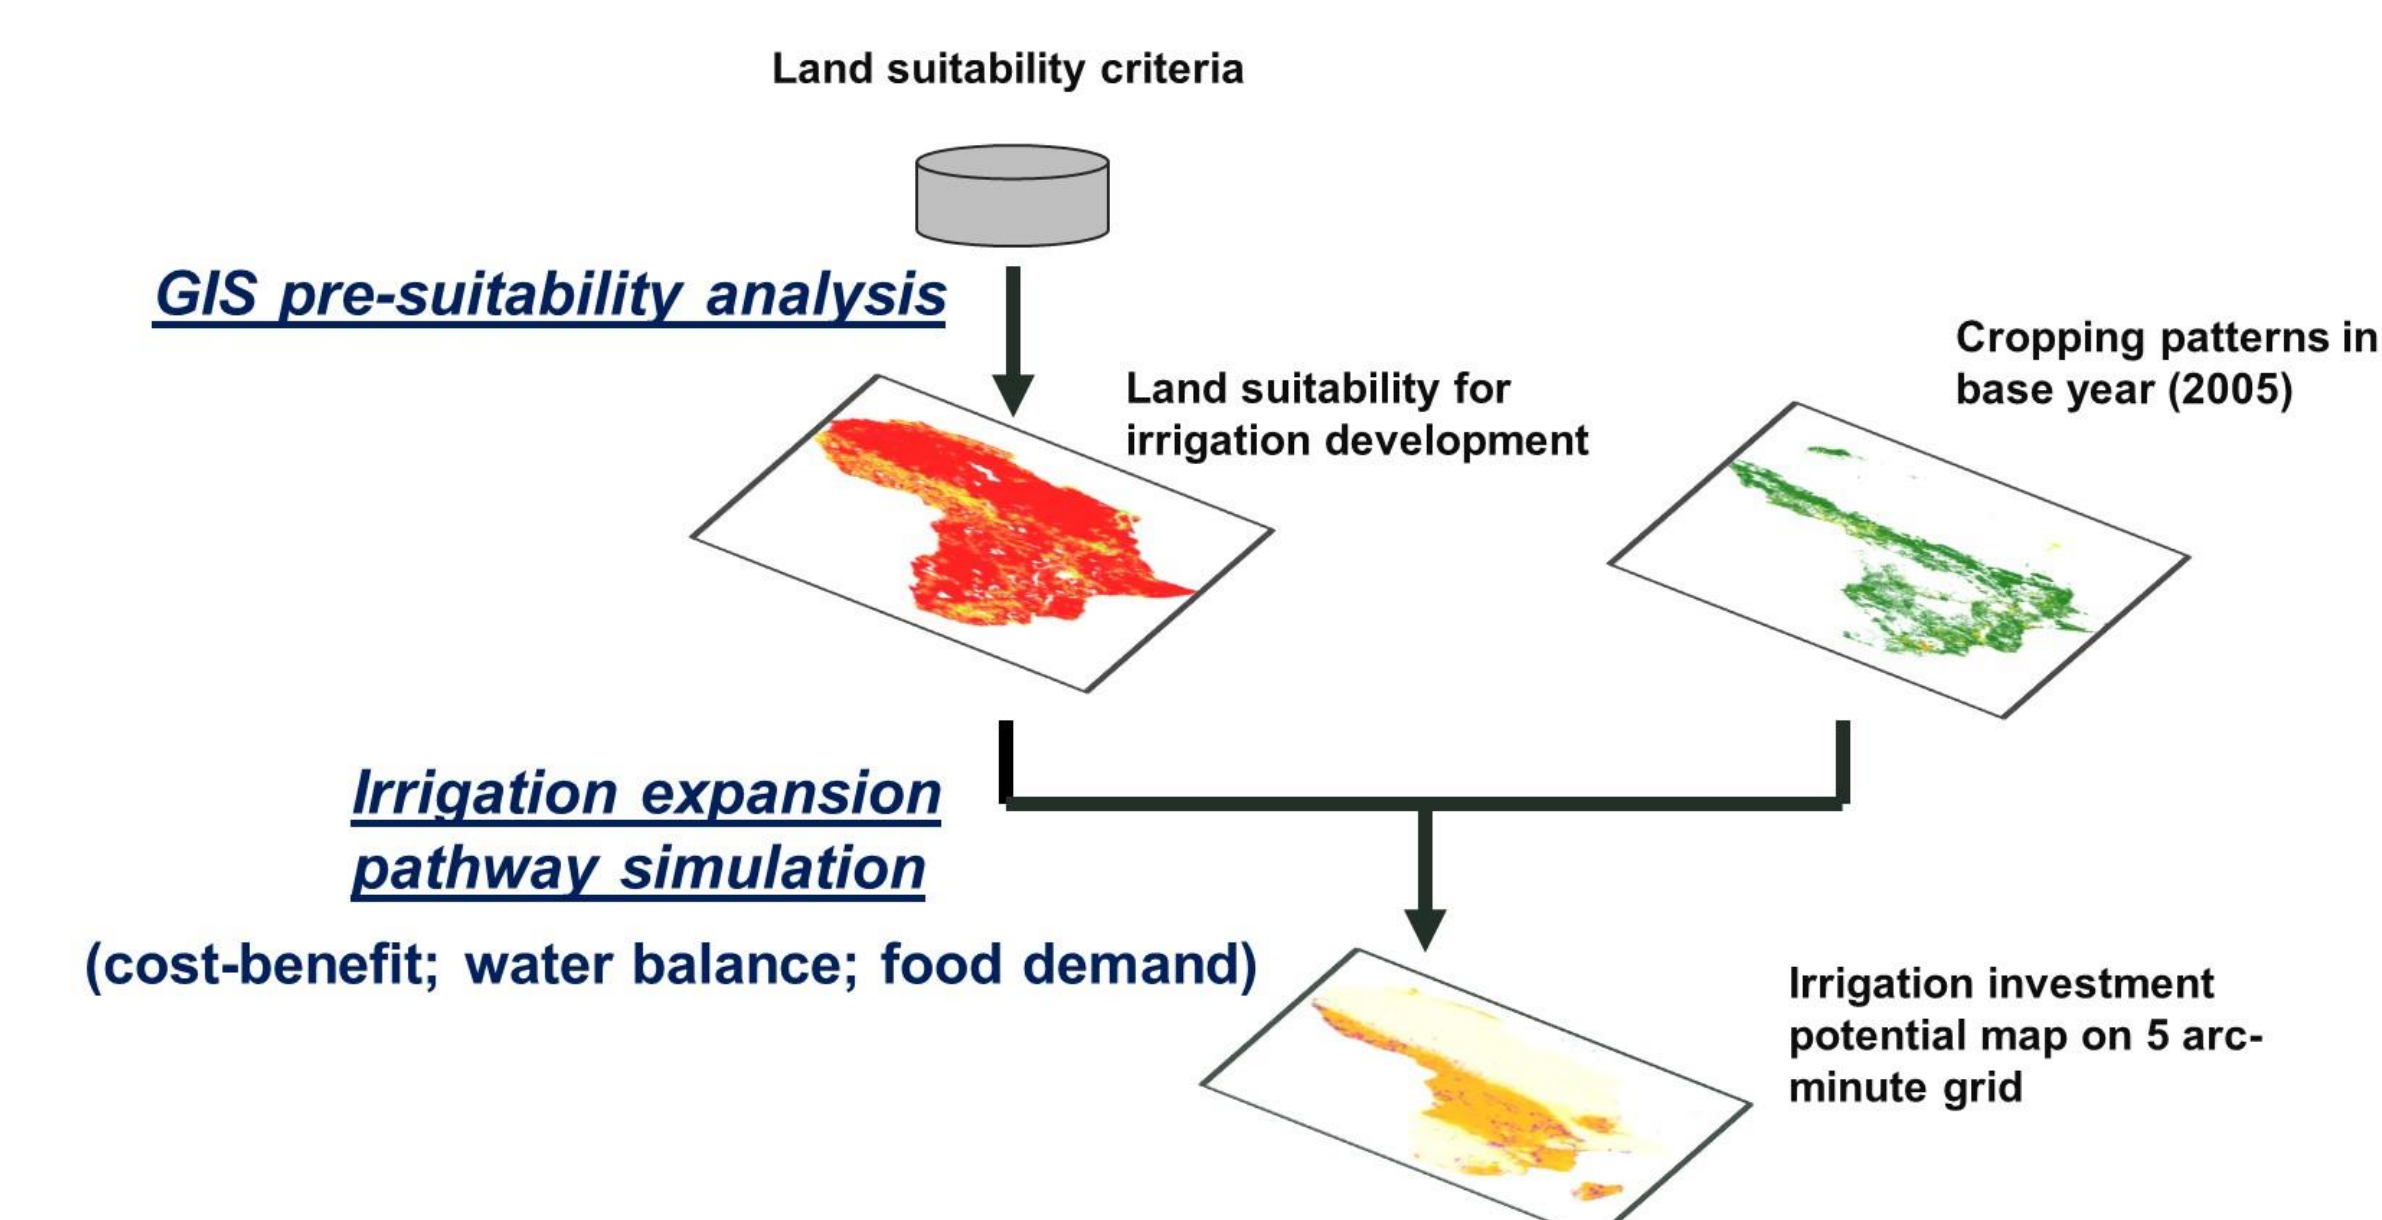 Land suitability criteria
GIS pre-suitability analysis
Land suitability for
irrigation development
Cropping patterns in
base year (2005)
Irrigation expansion
pathway simulation
(cost-benefit; water balance; food demand)
Irrigation investment
potential map on 5 arc-
minute grid